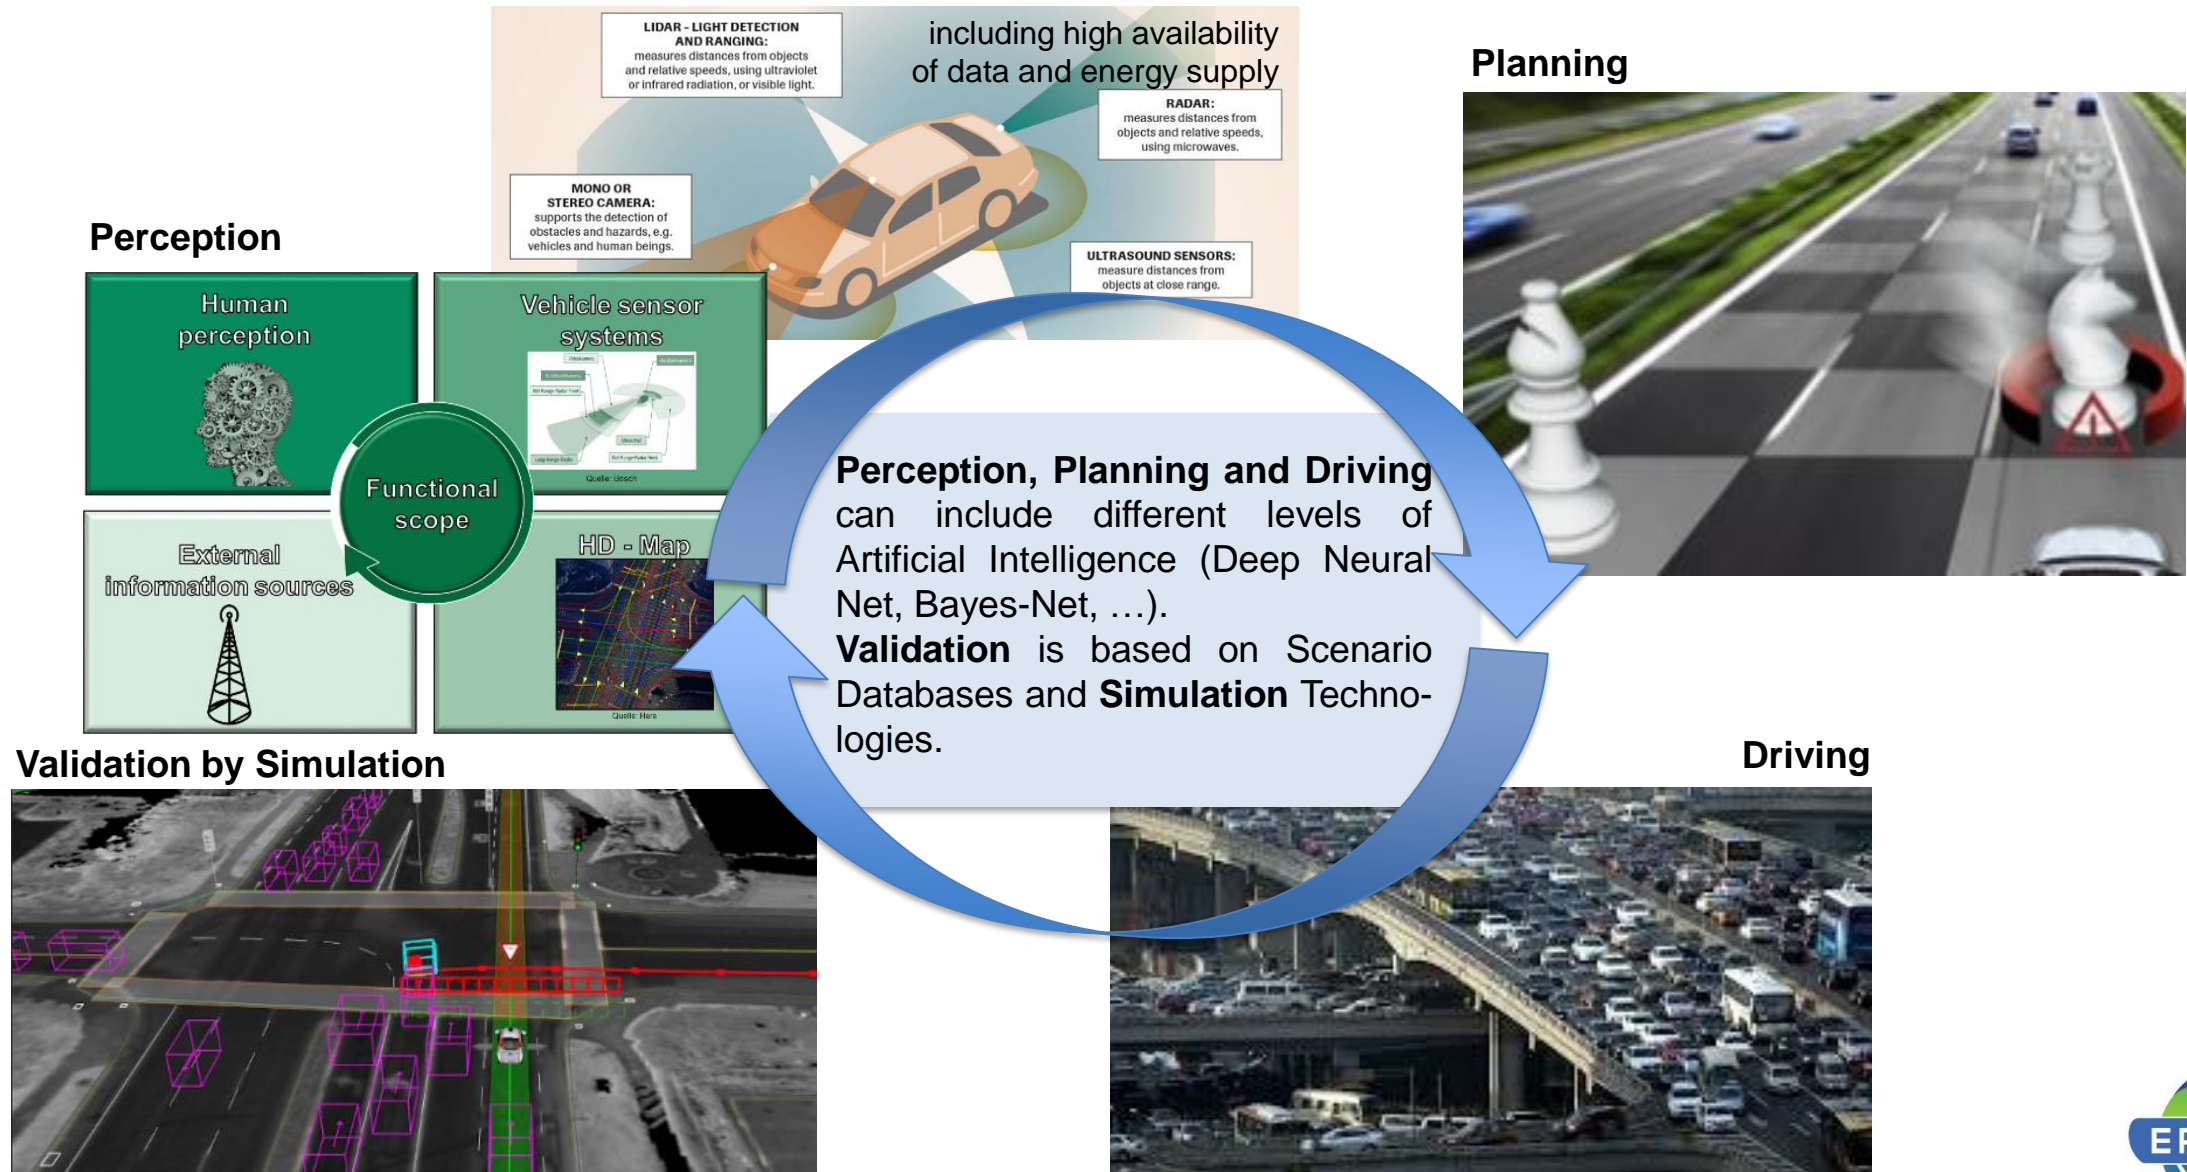 LIDAR - LIGHT DETECTION
AND RANGING:
measures distances from objects
and relative speeds, using ultraviolet
or infrared radiation, or visible light.
including high availability
of data and energy supply
RADAR:
measures distances from
objects and relative speeds,
using microwaves.
MONO OR
STEREO CAMERA:
supports the detection of
obstacles and hazards, e.g.
vehicles and human beings.
ULTRASOUND SENSORS:
measure distances from
objects at close range.
Planning
Perception
Human
perception
Vehicle sensor
systems
Quelle: Bosch
Functional
scope
External
information sources
HD - Map
Quelle: Here
Perception, Planning and Driving
can include different levels of
Artificial Intelligence (Deep Neural
Net, Bayes-Net, …).
Validation is based on Scenario
Databases and Simulation Techno-
logies.
Validation by Simulation
Driving